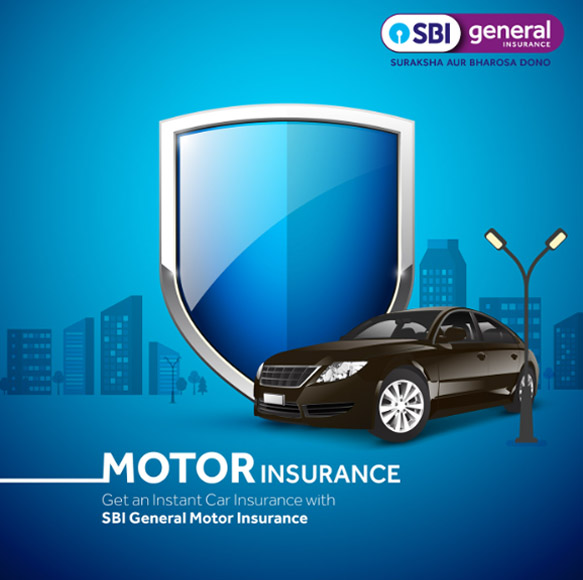 SBI general
INSURANCE
SURAKSHA AUR BHAROSA DONO
MOTOR INSURANCE
Get an Instant Car Insurance with
SBI General Motor Insurance